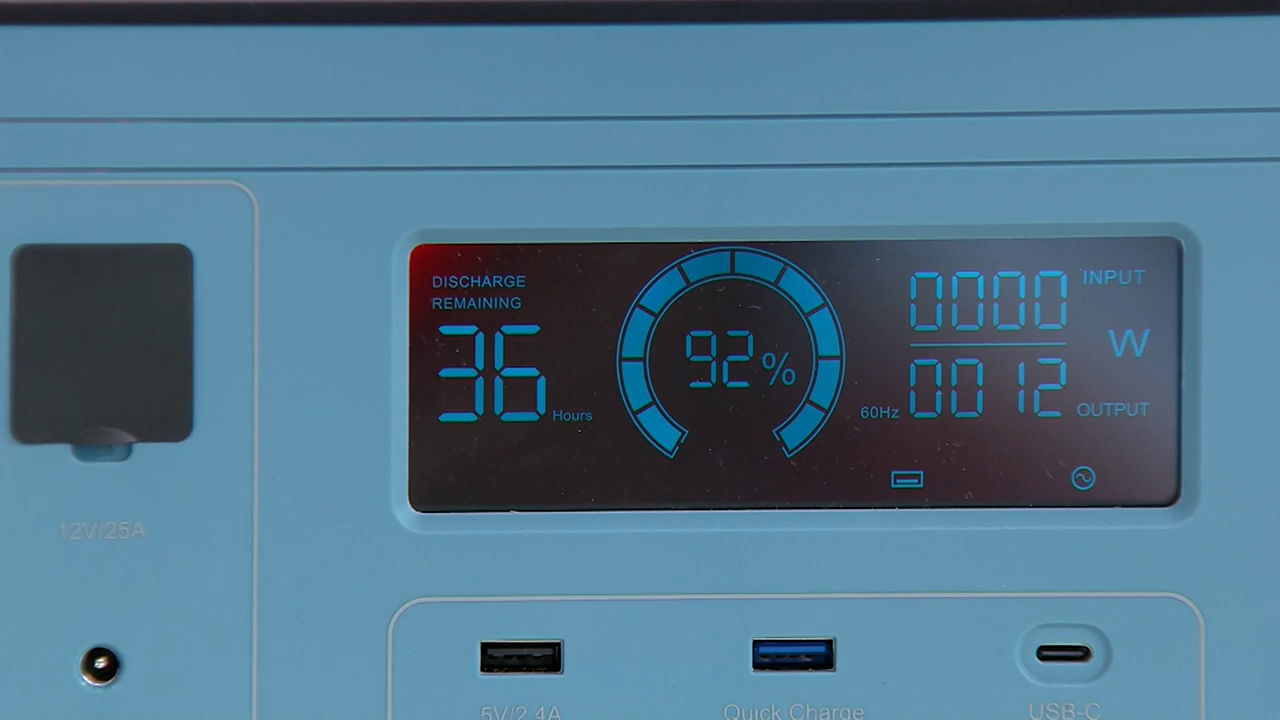 DISCHARGE
REMAINING
36 Hours
92%
0000 INPUT
W
60Hz 0012 OUTPUT
12V/25A
5V/2.4A
Quick Charge
USB-C